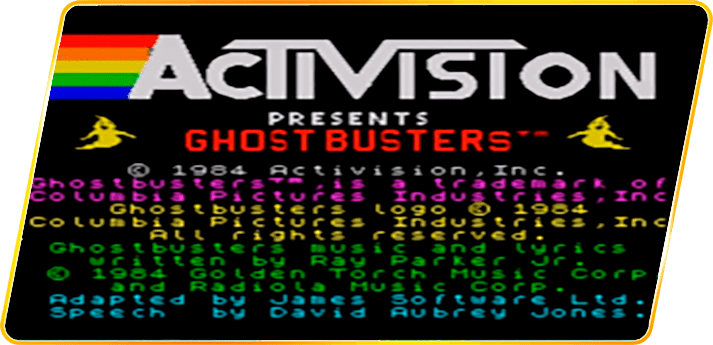 ACTIVISION
PRESENTS
GHOSTBUSTERS™
© 1984 Activision,Inc.
Ghostbusters™,is a trademark of
Columbia Pictures Industries,Inc
Ghostbusters logo © 1984
Columbia Pictures Industries,Inc
All rights reserved.
Ghostbusters music and lyrics
written by Ray Parker Jr.
© 1984 Golden Torch Music Corp
and Radiola Music Corp.
Adapted by James Software Ltd.
Speech by David Aubrey Jones.